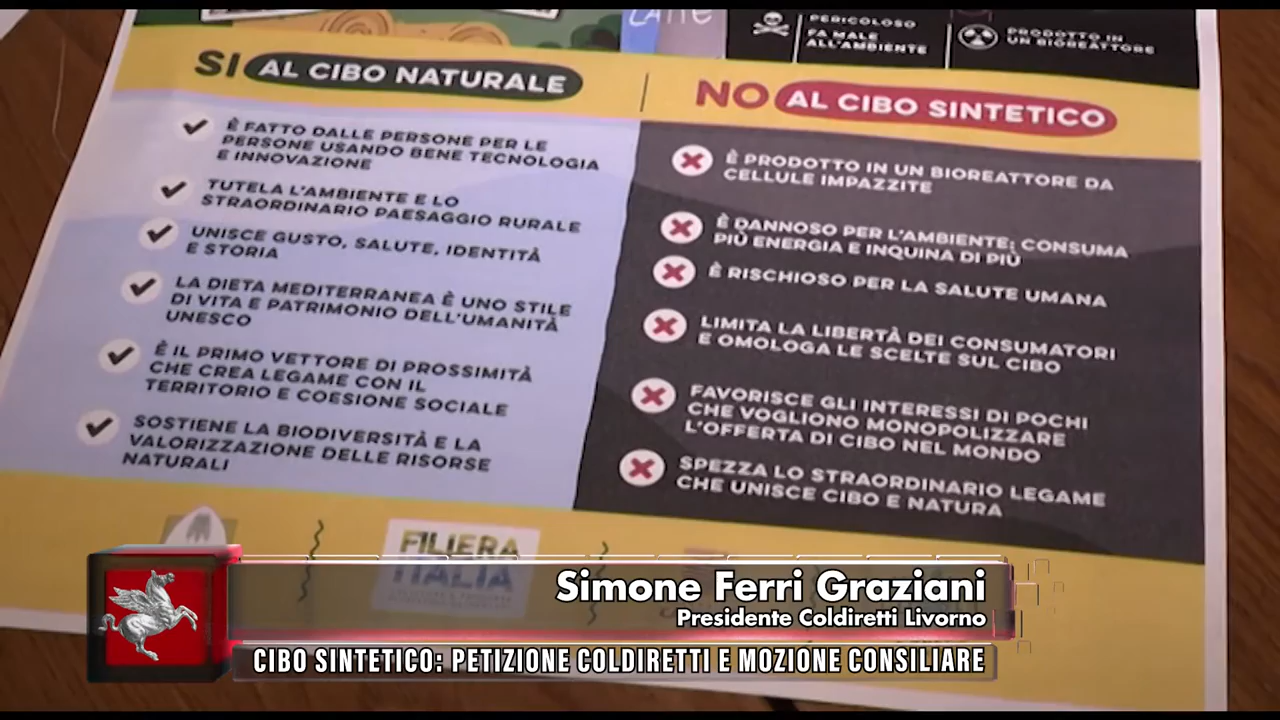 LATTE
PERICOLOSO
FA MALE
ALL'AMBIENTE
PRODOTTO IN
UN BIOREATTORE
SI AL CIBO NATURALE
È FATTO DALLE PERSONE PER LE
PERSONE USANDO BENE TECNOLOGIA
E INNOVAZIONE
TUTELA L'AMBIENTE E LO
STRAORDINARIO PAESAGGIO RURALE
UNISCE GUSTO, SALUTE, IDENTITÀ
E STORIA
LA DIETA MEDITERRANEA È UNO STILE
DI VITA E PATRIMONIO DELL'UMANITÀ
UNESCO
È IL PRIMO VETTORE DI PROSSIMITÀ
CHE CREA LEGAME CON IL
TERRITORIO E COESIONE SOCIALE
SOSTIENE LA BIODIVERSITÀ E LA
VALORIZZAZIONE DELLE RISORSE
NATURALI
NO AL CIBO SINTETICO
È PRODOTTO IN UN BIOREATTORE DA
CELLULE IMPAZZITE
È DANNOSO PER L'AMBIENTE: CONSUMA
PIÙ ENERGIA E INQUINA DI PIÙ
È RISCHIOSO PER LA SALUTE UMANA
LIMITA LA LIBERTÀ DEI CONSUMATORI
E OMOLOGA LE SCELTE SUL CIBO
FAVORISCE GLI INTERESSI DI POCHI
CHE VOGLIONO MONOPOLIZZARE
L'OFFERTA DI CIBO NEL MONDO
SPEZZA LO STRAORDINARIO LEGAME
CHE UNISCE CIBO E NATURA
FILIERA
ITALIA
Simone Ferri Graziani
Presidente Coldiretti Livorno
CIBO SINTETICO: PETIZIONE COLDIRETTI E MOZIONE CONSILIARE